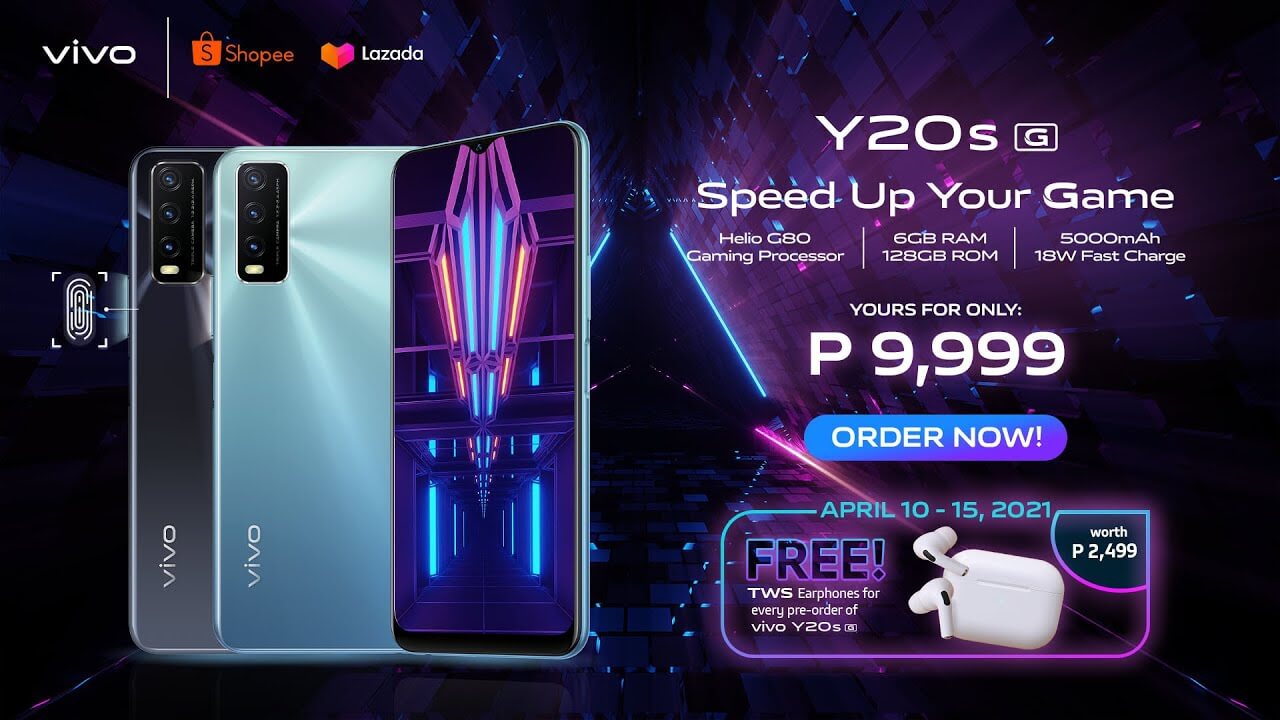 vivo
Shopee
Lazada
Y20s G
Speed Up Your Game
Helio G80
Gaming Processor
6GB RAM
128GB ROM
5000mAh
18W Fast Charge
YOURS FOR ONLY:
P 9,999
ORDER NOW!
APRIL 10 - 15, 2021
FREE!
TWS Earphones for
every pre-order of
vivo Y20s G
worth
P 2,499
vivo
vivo